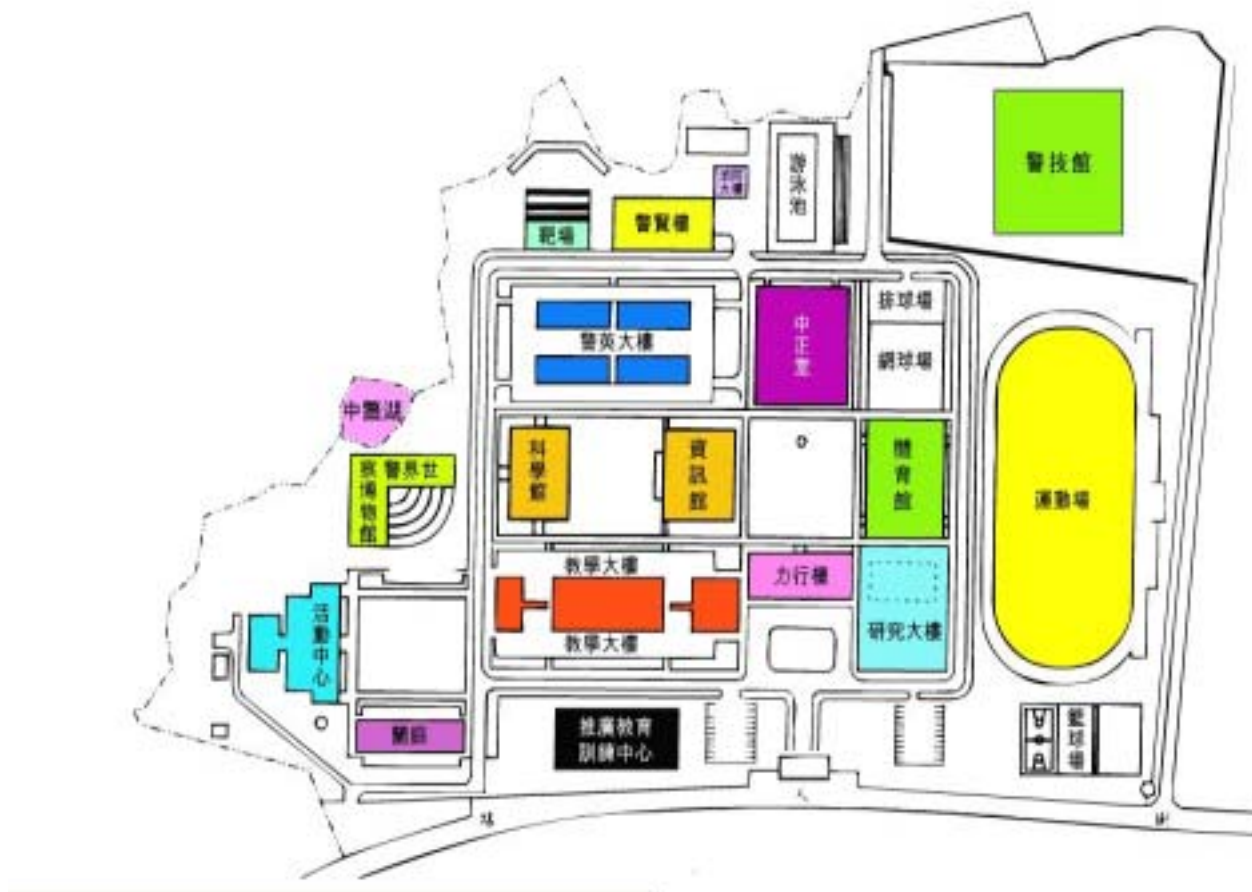 警技館
游泳池
靶場
警賢樓
排球場
中正堂
警英大樓
網球場
中警湖
科學館
資訊館
體育館
世界警察博物館
運動場
教學大樓
力行樓
活動中心
教學大樓
研究大樓
蘭庭
推廣教育
訓練中心
籃球場